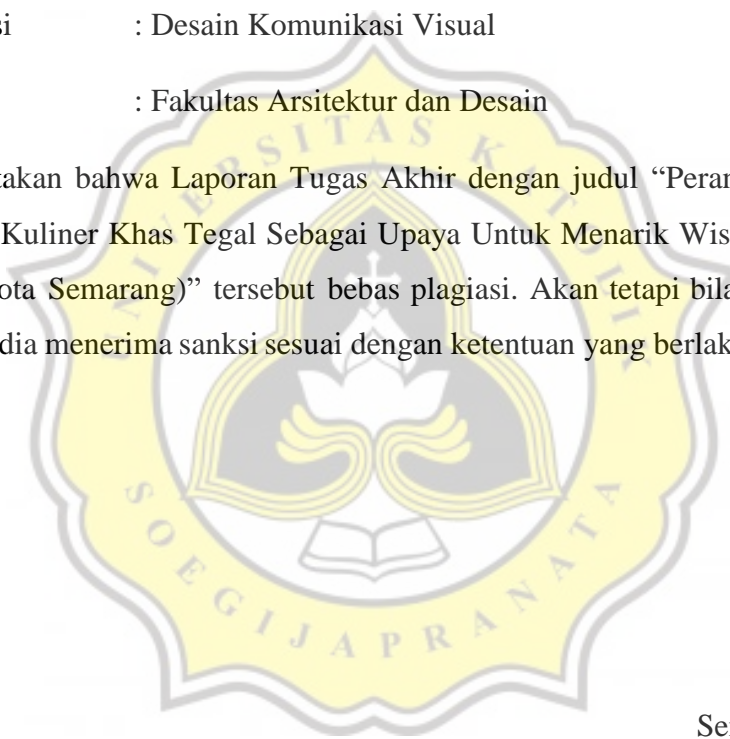 si : Desain Komunikasi Visual
: Fakultas Arsitektur dan Desain
takan bahwa Laporan Tugas Akhir dengan judul “Peran
Kuliner Khas Tegal Sebagai Upaya Untuk Menarik Wis
ota Semarang)” tersebut bebas plagiasi. Akan tetapi bila
dia menerima sanksi sesuai dengan ketentuan yang berlak
UNIVERSITAS KATOLIK
SOEGIJAPRANATA
Se